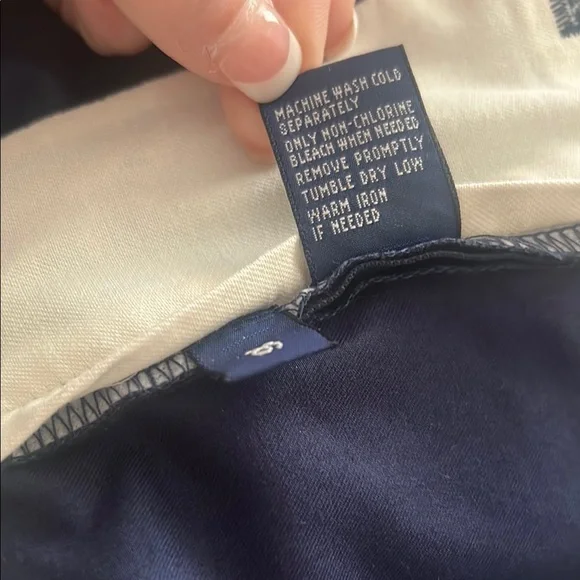 MACHINE WASH COLD
SEPARATELY
ONLY NON-CHLORINE
BLEACH WHEN NEEDED
REMOVE PROMPTLY
TUMBLE DRY LOW
WARM IRON
IF NEEDED
6